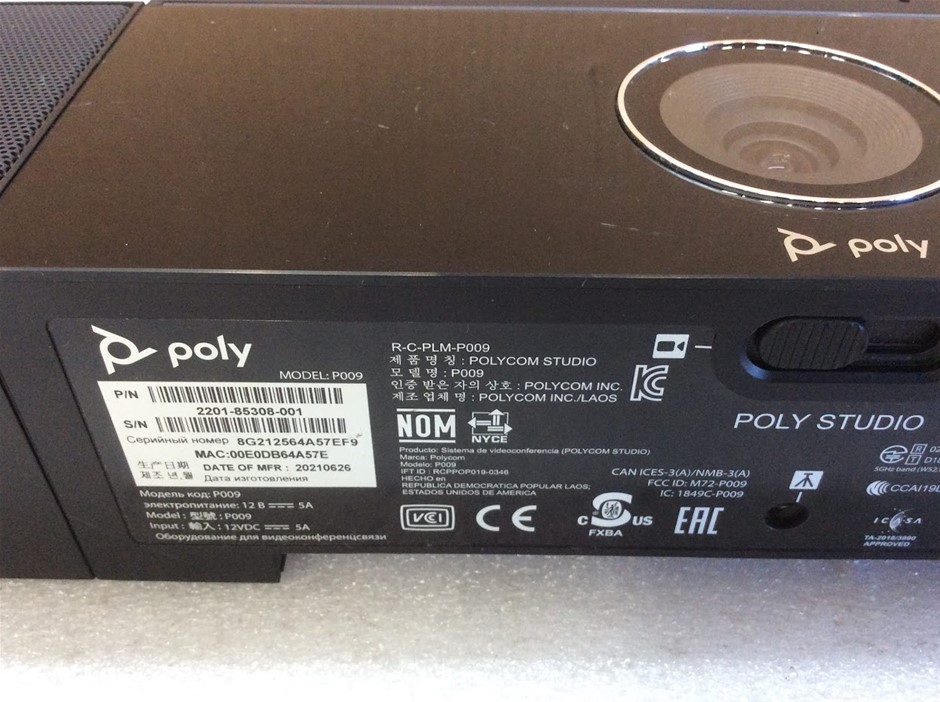 poly
poly
MODEL: P009
P/N
2201-85308-001
S/N
Серийный номер 8G212564A57EF9
MAC:00E0DB64A57E
生产日期
제조년.월
DATE OF MFR : 20210626
Дата изготовления
Модель код: P009
электропитание: 12 В ⎓ 5A
Model : 型號 : P009
Input : 輸入 : 12VDC ⎓ 5A
Оборудование для видеоконференцсвязи
R-C-PLM-P009
제 품 명 칭 : POLYCOM STUDIO
모 델 명 : P009
인증 받은 자의 상호 : POLYCOM INC.
제조 업체 명 : POLYCOM INC./LAOS
NOM
NYCE
Producto: Sistema de videoconferencia (POLYCOM STUDIO)
Marca: Polycom
Modelo: P009
IFT ID : RCPPOP019-0346
HECHO en
REPUBLICA DEMOCRATICA POPULAR LAOS;
ESTADOS UNIDOS DE AMERICA
VCI
CE
C US
FXBA
CAN ICES-3(A)/NMB-3(A)
FCC ID: M72-P009
IC: 1849C-P009
EAC
POLY STUDIO
R
T
CCAI19
ICASA
APPROVED